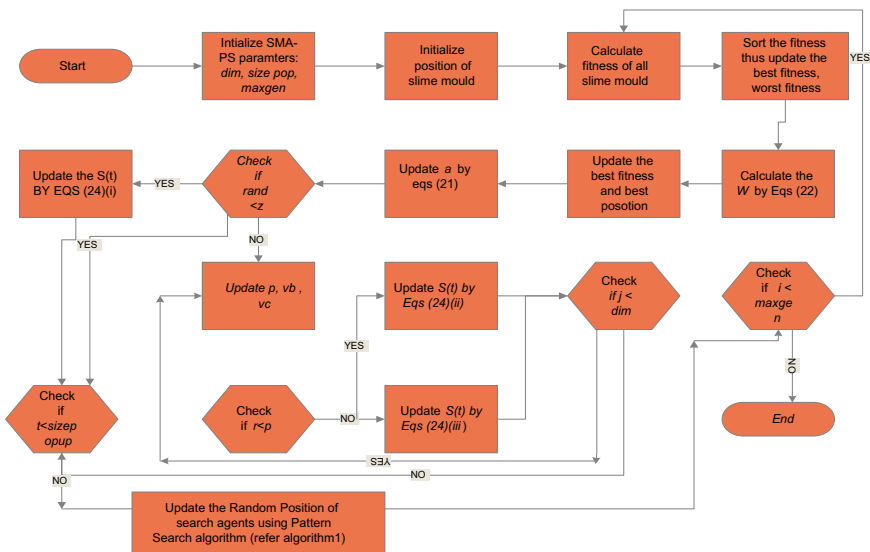 Start
Intialize SMA-
PS paramters:
dim, size pop,
maxgen
Initialize
position of
slime mould
Calculate
fitness of all
slime mould
Sort the fitness
thus update the
best fitness,
worst fitness
YES
Update the S(t)
BY EQS (24)(i)
YES
Check
if
rand
<z
Update a by
eqs (21)
Update the
best fitness
and best
posotion
Calculate the
W by Eqs (22)
YES
NO
Update p, vb ,
vc
Update S(t) by
Eqs (24)(ii)
Check
if j <
dim
Check
if i <
maxge
n
YES
NO
Check
if
t<sizep
opup
Check
if r<p
NO
Update S(t) by
Eqs (24)(iii)
End
YES
NO
NO
Update the Random Position of
search agents using Pattern
Search algorithm (refer algorithm1)